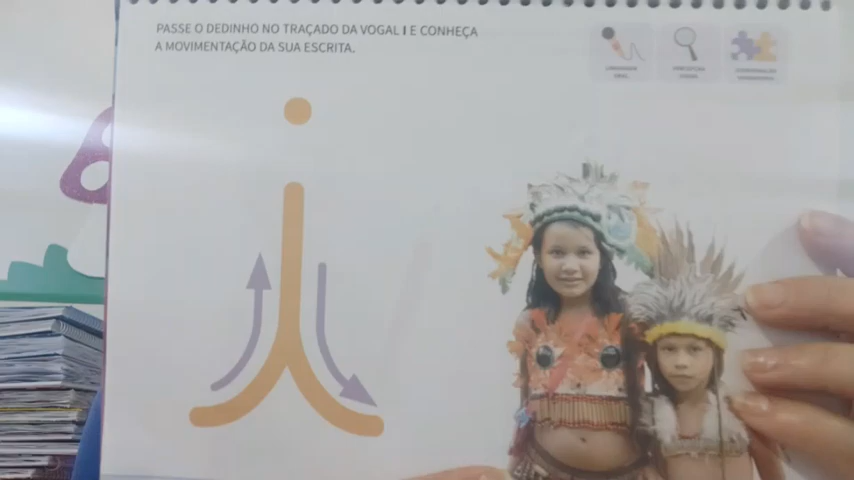 PASSE O DEDINHO NO TRAÇADO DA VOGAL I E CONHEÇA
A MOVIMENTAÇÃO DA SUA ESCRITA.
i